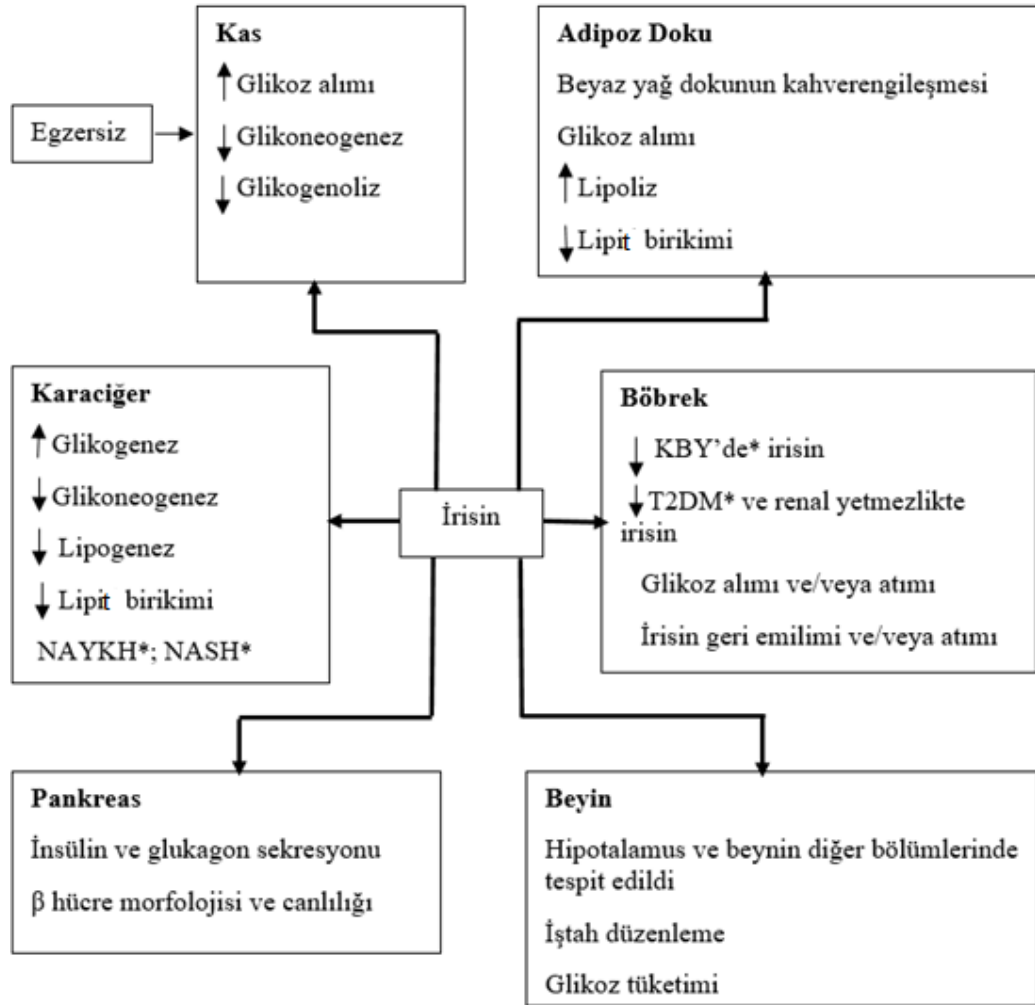 Egzersiz
Kas
Glikoz alımı
Glikoneogenez
Glikogenoliz
Adipoz Doku
Beyaz yağ dokunun kahverengileşmesi
Glikoz alımı
Lipoliz
Lipit birikimi
Karaciğer
Glikogenez
Glikoneogenez
Lipogenez
Lipit birikimi
NAYKH*; NASH*
İrisin
Böbrek
KBY’de* irisin
T2DM* ve renal yetmezlikte
irisin
Glikoz alımı ve/veya atımı
İrisin geri emilimi ve/veya atımı
Pankreas
İnsülin ve glukagon sekresyonu
β hücre morfolojisi ve canlılığı
Beyin
Hipotalamus ve beynin diğer bölümlerinde
tespit edildi
İştah düzenleme
Glikoz tüketimi